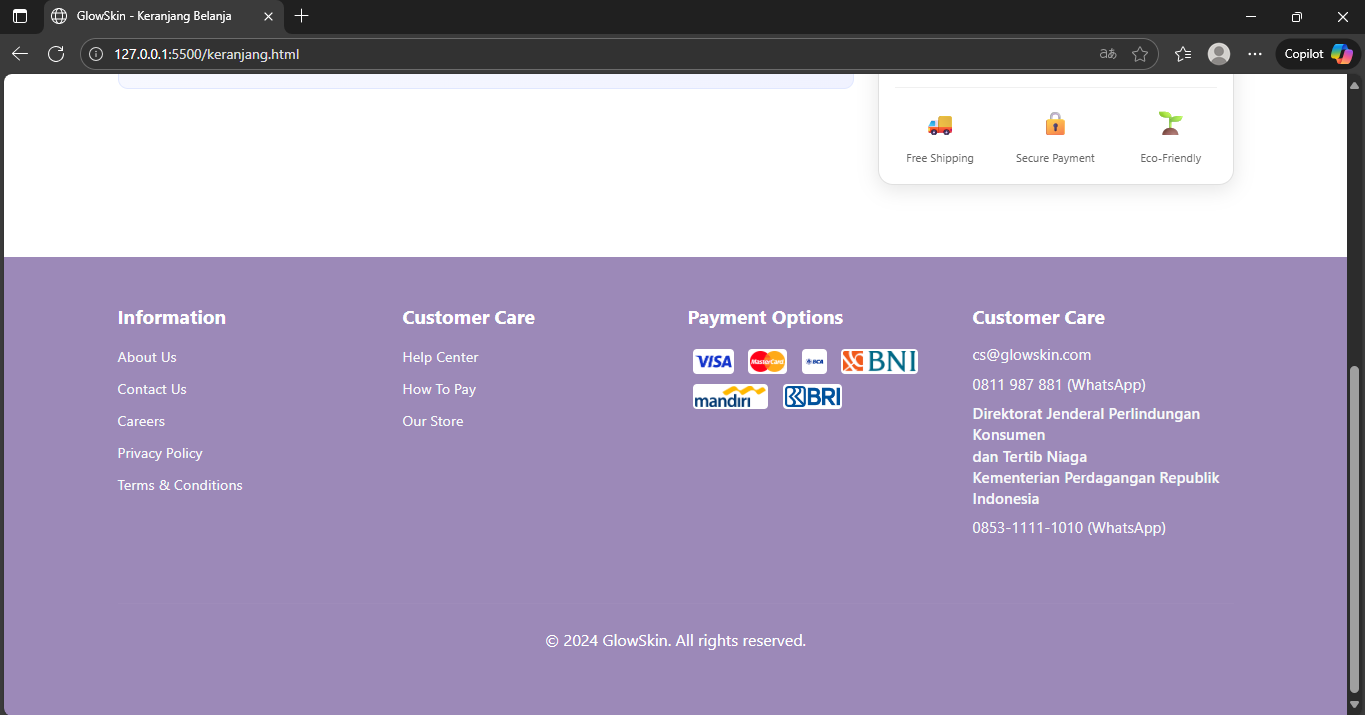 GlowSkin - Keranjang Belanja
127.0.0.1:5500/keranjang.html
aあ
Copilot
Free Shipping
Secure Payment
Eco-Friendly
Information
About Us
Contact Us
Careers
Privacy Policy
Terms & Conditions
Customer Care
Help Center
How To Pay
Our Store
Payment Options
VISA
MasterCard
BCA
BNI
mandiri
BRI
Customer Care
cs@glowskin.com
0811 987 881 (WhatsApp)
Direktorat Jenderal Perlindungan
Konsumen
dan Tertib Niaga
Kementerian Perdagangan Republik
Indonesia
0853-1111-1010 (WhatsApp)
© 2024 GlowSkin. All rights reserved.